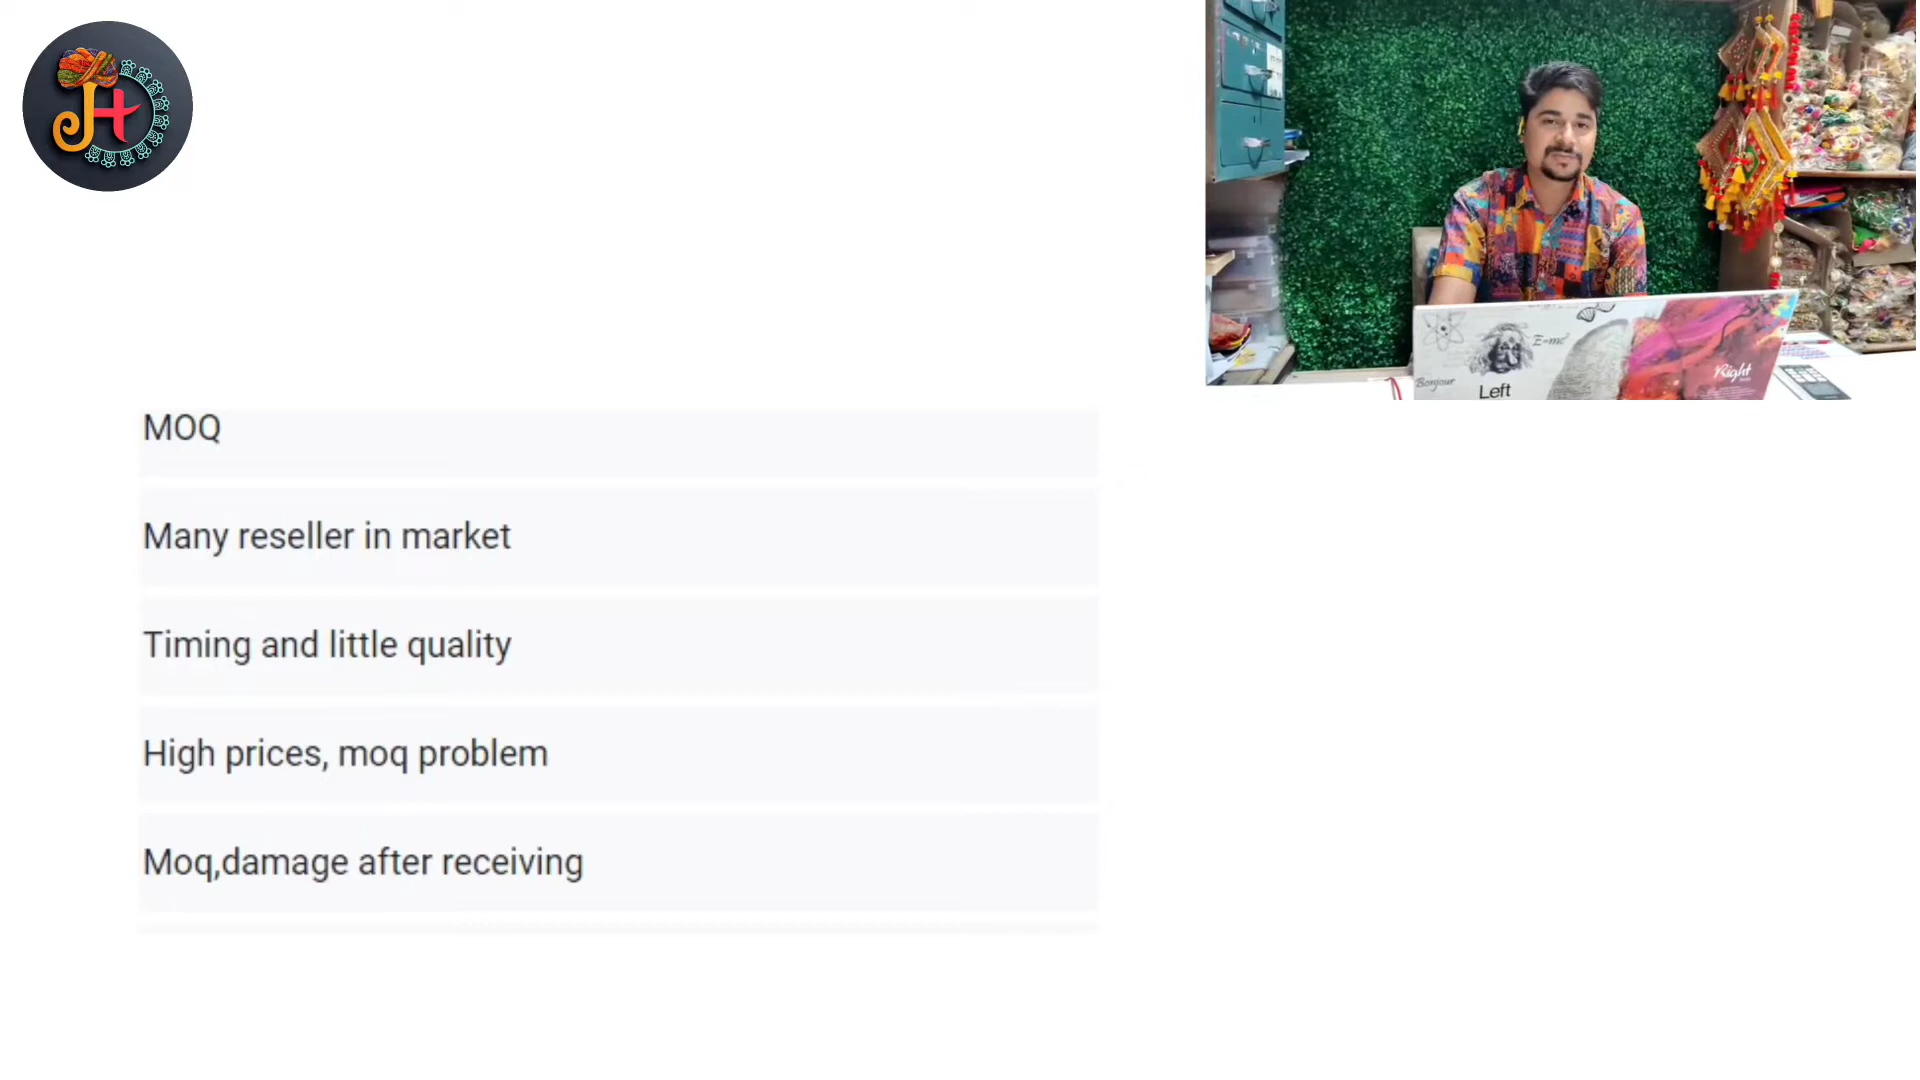 JH
MOQ
Many reseller in market
Timing and little quality
High prices, moq problem
Moq,damage after receiving
E=mc²
Bonjour
Left
Right